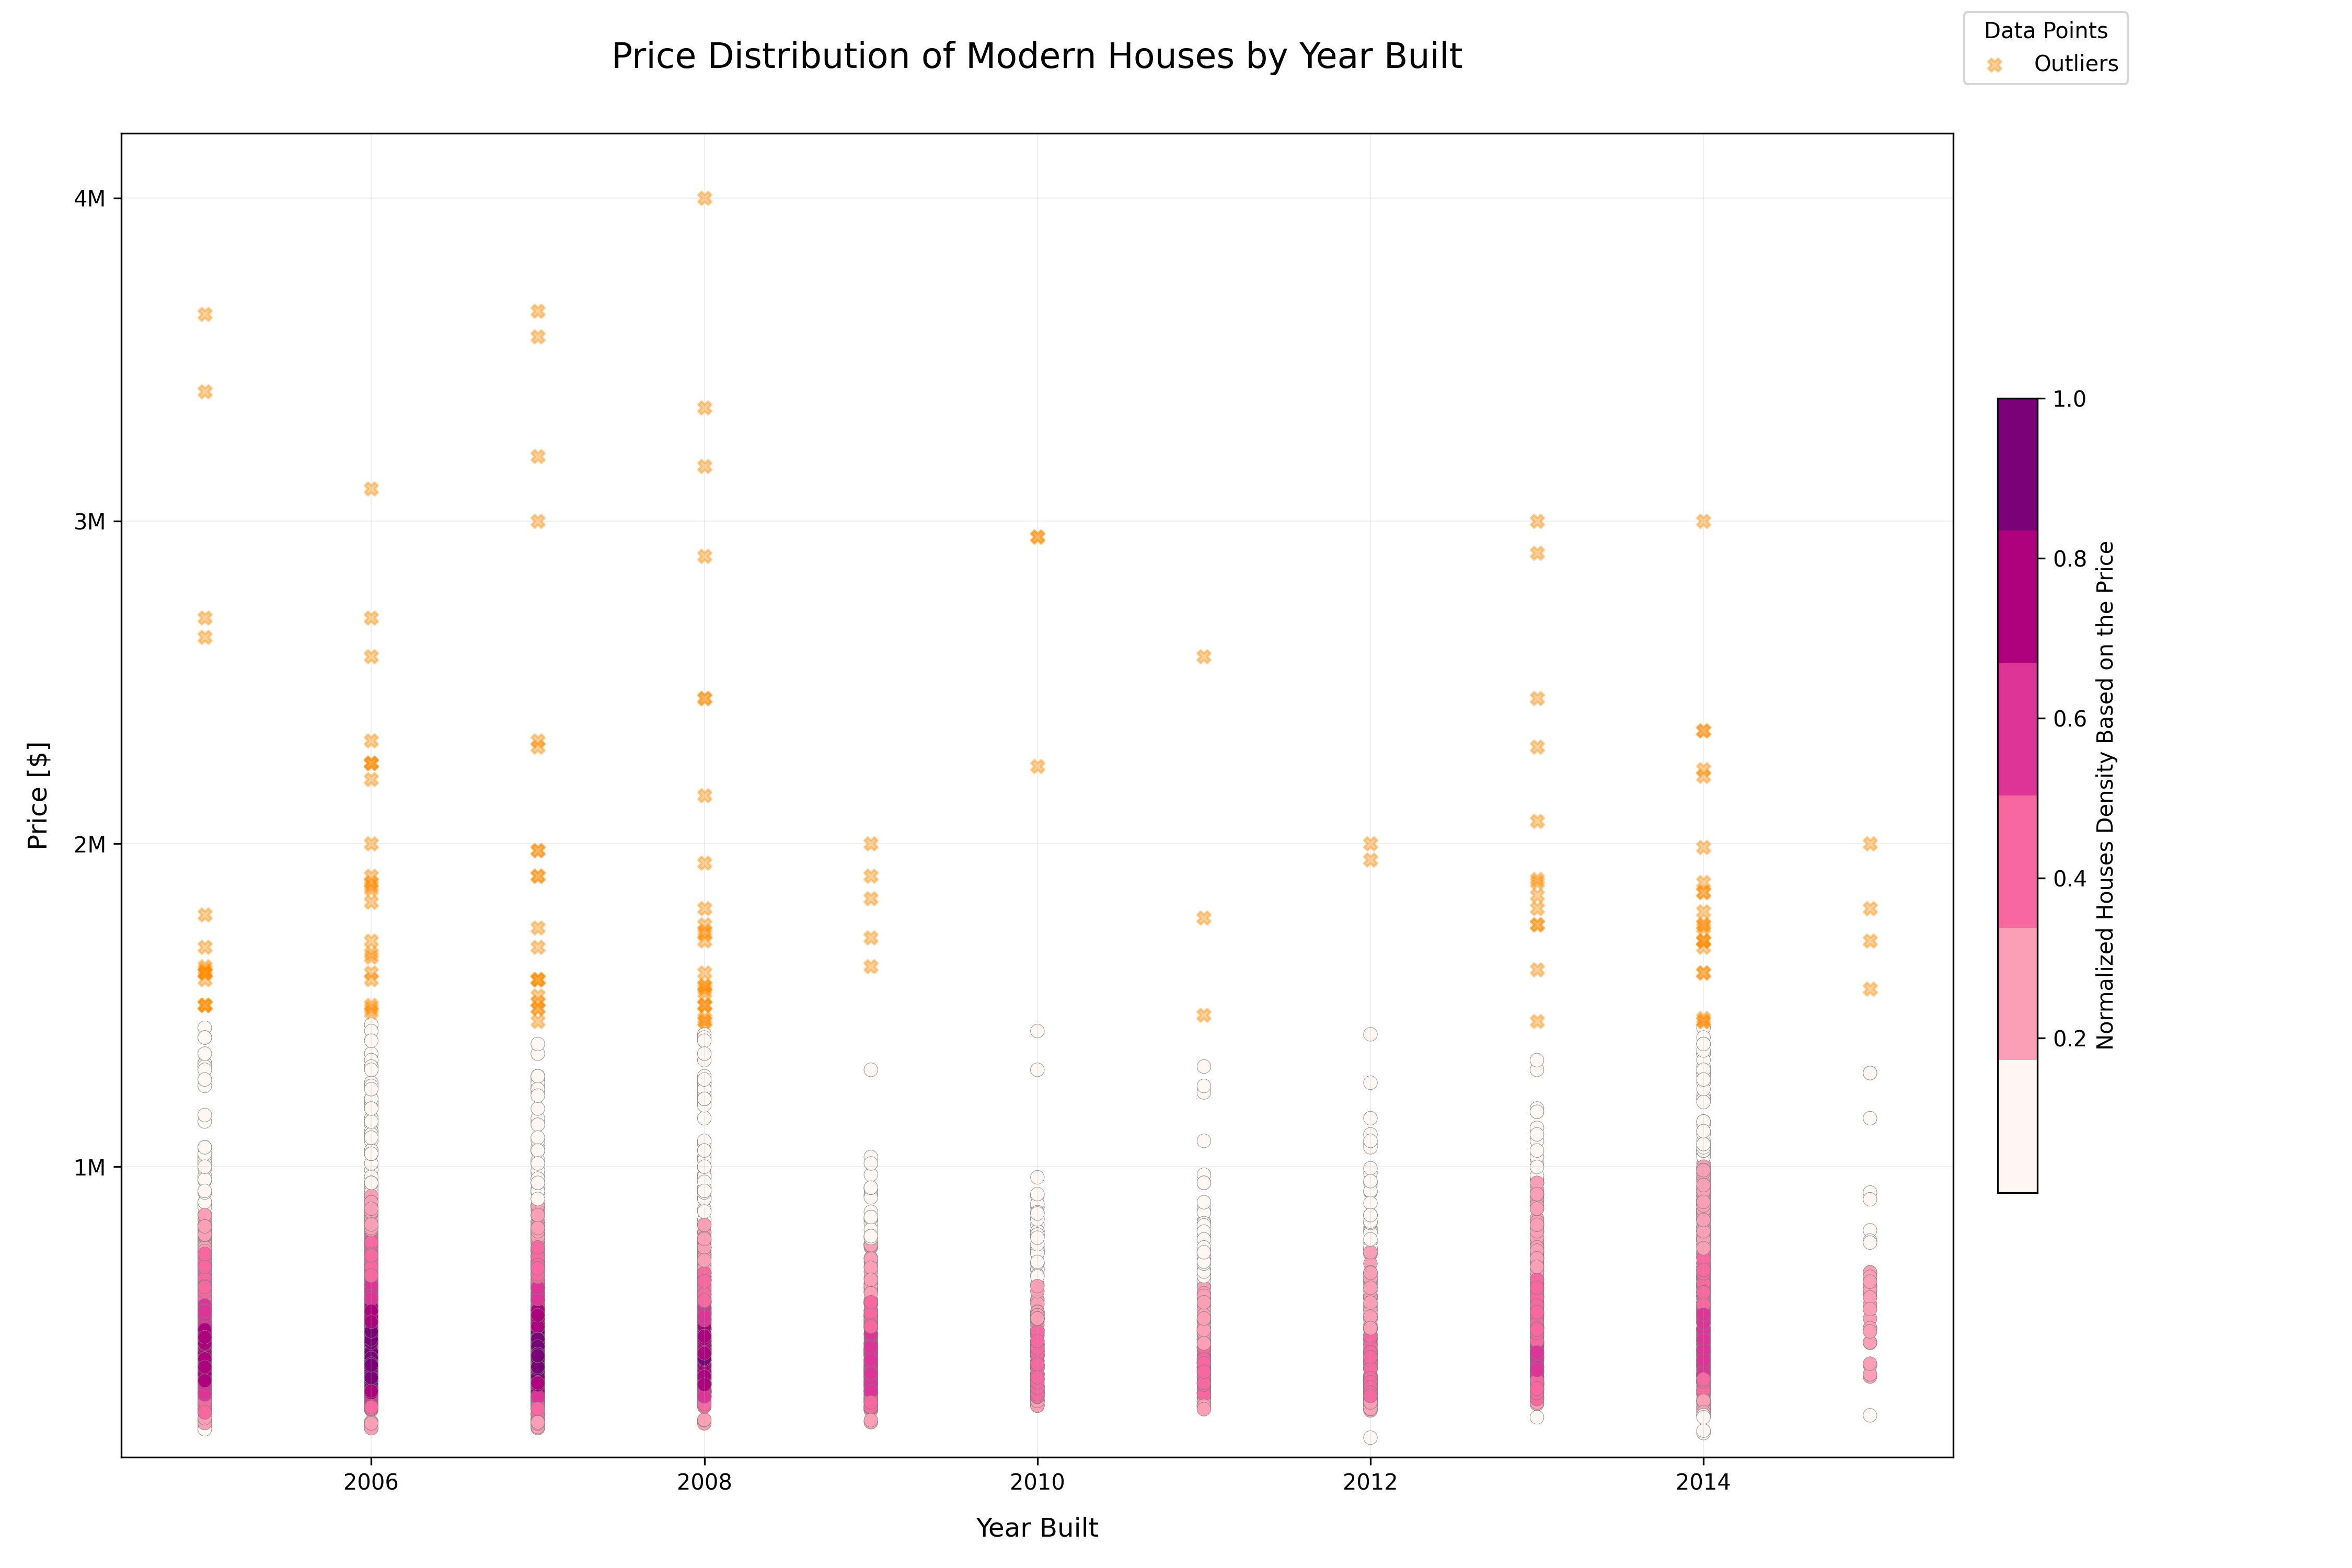 Price Distribution of Modern Houses by Year Built
Data Points
Outliers
Price [$]
4M
3M
2M
1M
2006
2008
2010
2012
2014
Year Built
1.0
0.8
0.6
0.4
0.2
Normalized Houses Density Based on the Price